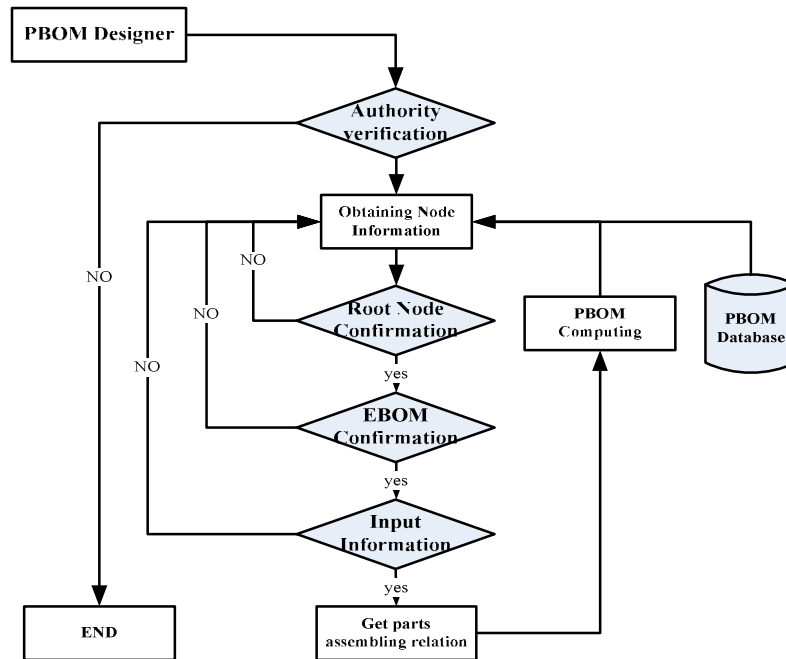 PBOM Designer
Authority
verification
Obtaining Node
Information
NO
NO
NO
NO
Root Node
Confirmation
PBOM
Computing
PBOM
Database
yes
EBOM
Confirmation
yes
Input
Information
yes
END
Get parts
assembling relation